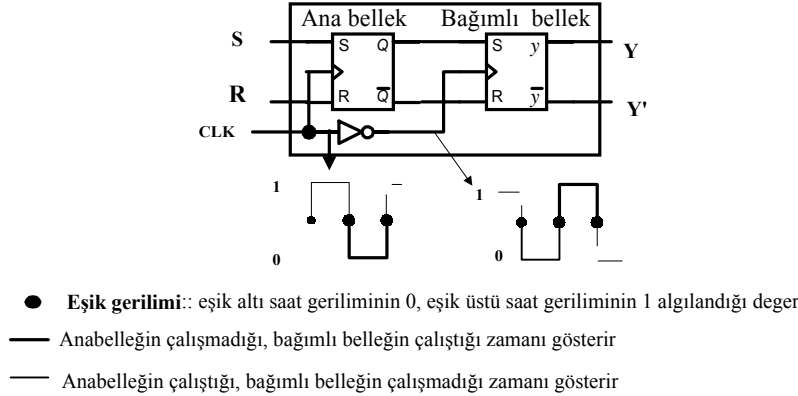 Ana bellek Bağımlı bellek
S S Q S y Y
R R Q R y Y'
CLK
1 1
0 0
Eşik gerilimi:: eşik altı saat geriliminin 0, eşik üstü saat geriliminin 1 algılandığı deger
Anabelleğin çalışmadığı, bağımlı belleğin çalıştığı zamanı gösterir
Anabelleğin çalıştığı, bağımlı belleğin çalışmadığı zamanı gösterir